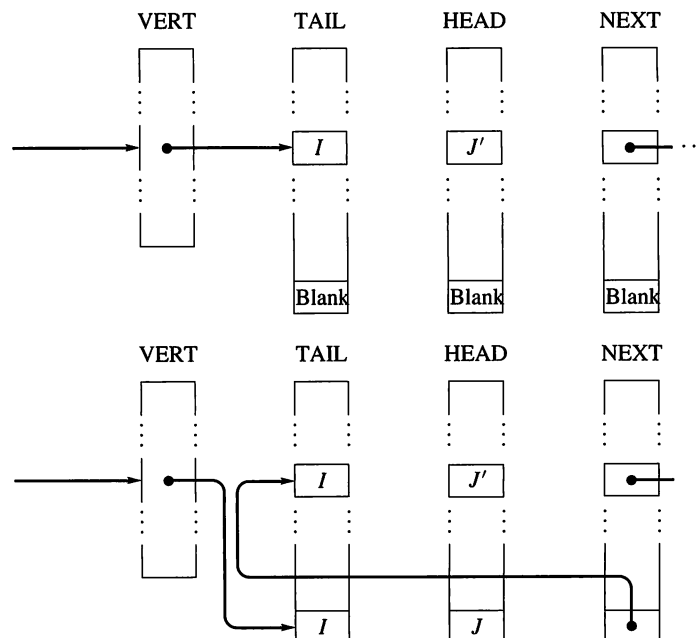 VERT TAIL HEAD NEXT
I J'
Blank Blank Blank
VERT TAIL HEAD NEXT
I J'
I J